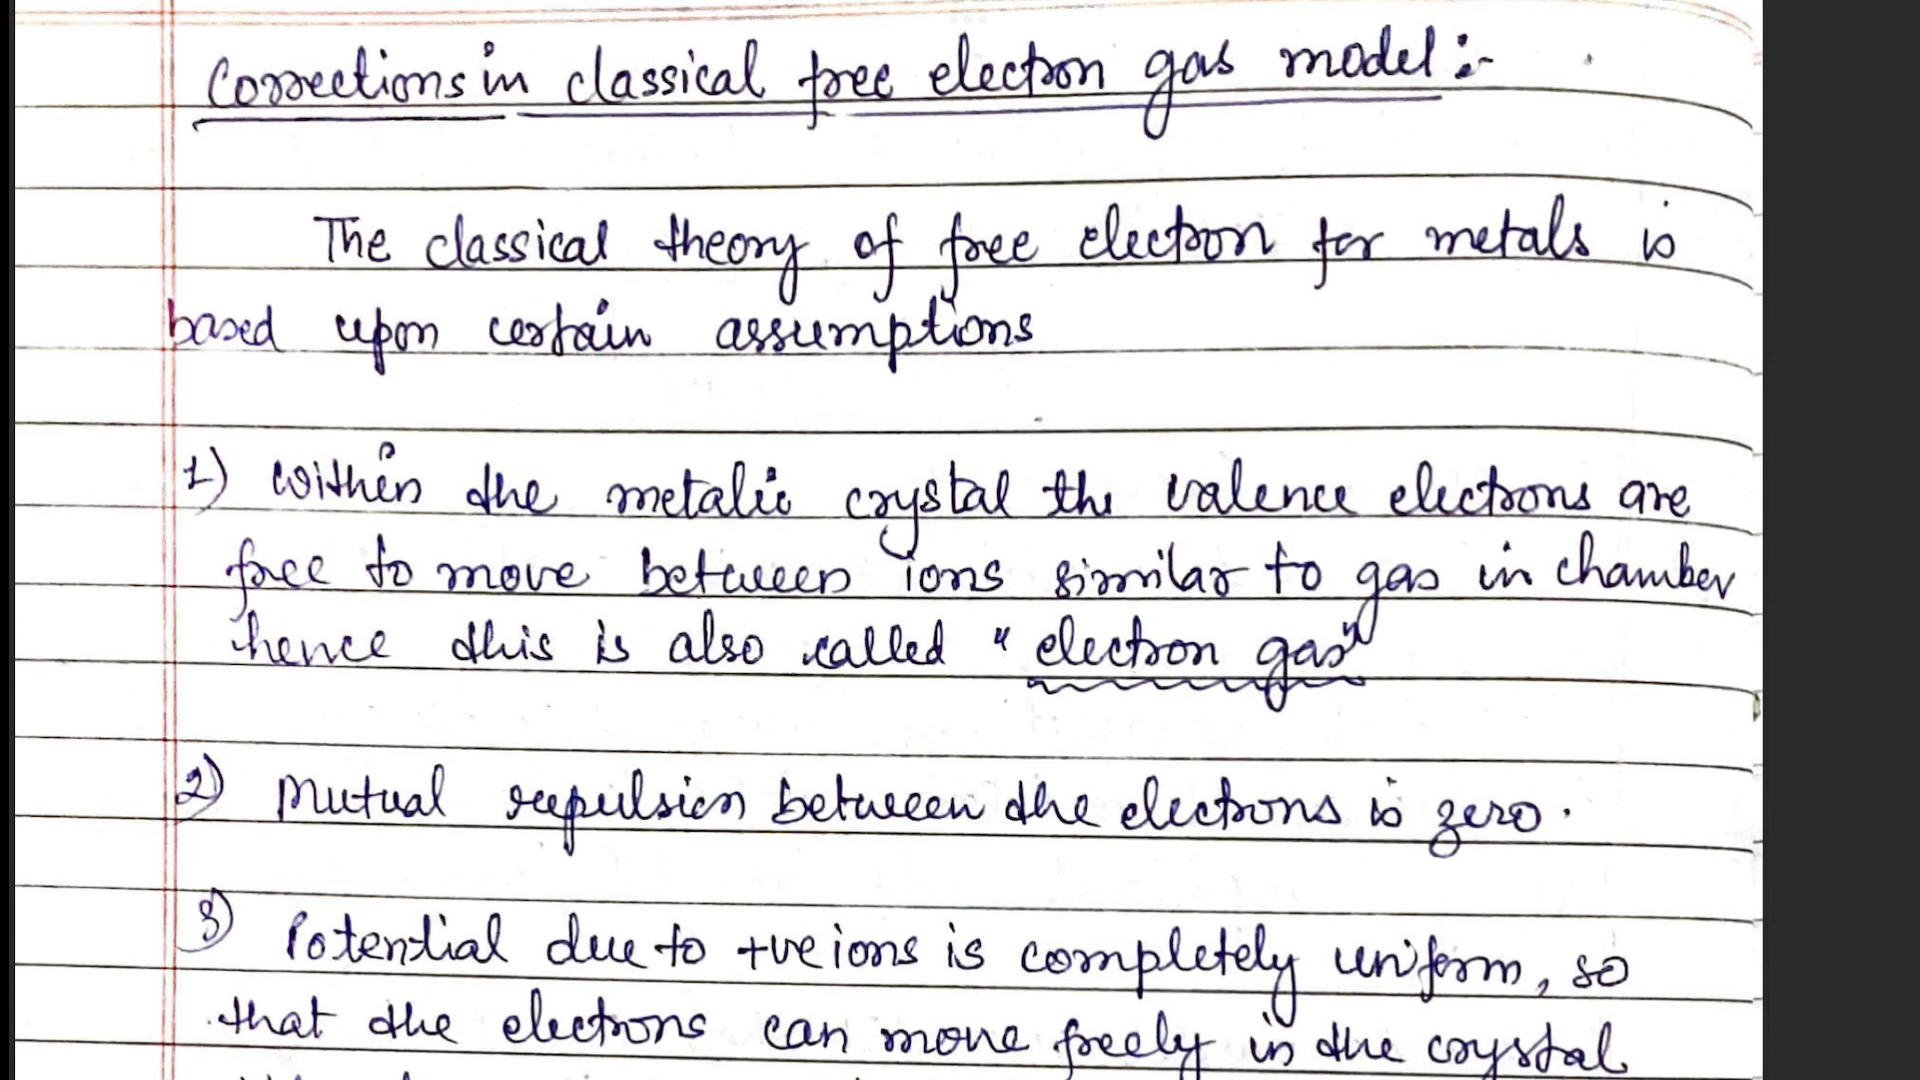 Corrections in classical free electron gas model :-
The classical theory of free electron for metals is
based upon certain assumptions
1) Within the metalic crystal the valence electrons are
free to move between ions similar to gas in chamber
hence this is also called "electron gas"
2) Mutual repulsion between the electrons is zero.
3) Potential due to +ve ions is completely uniform, so
that the electrons can move freely in the crystal